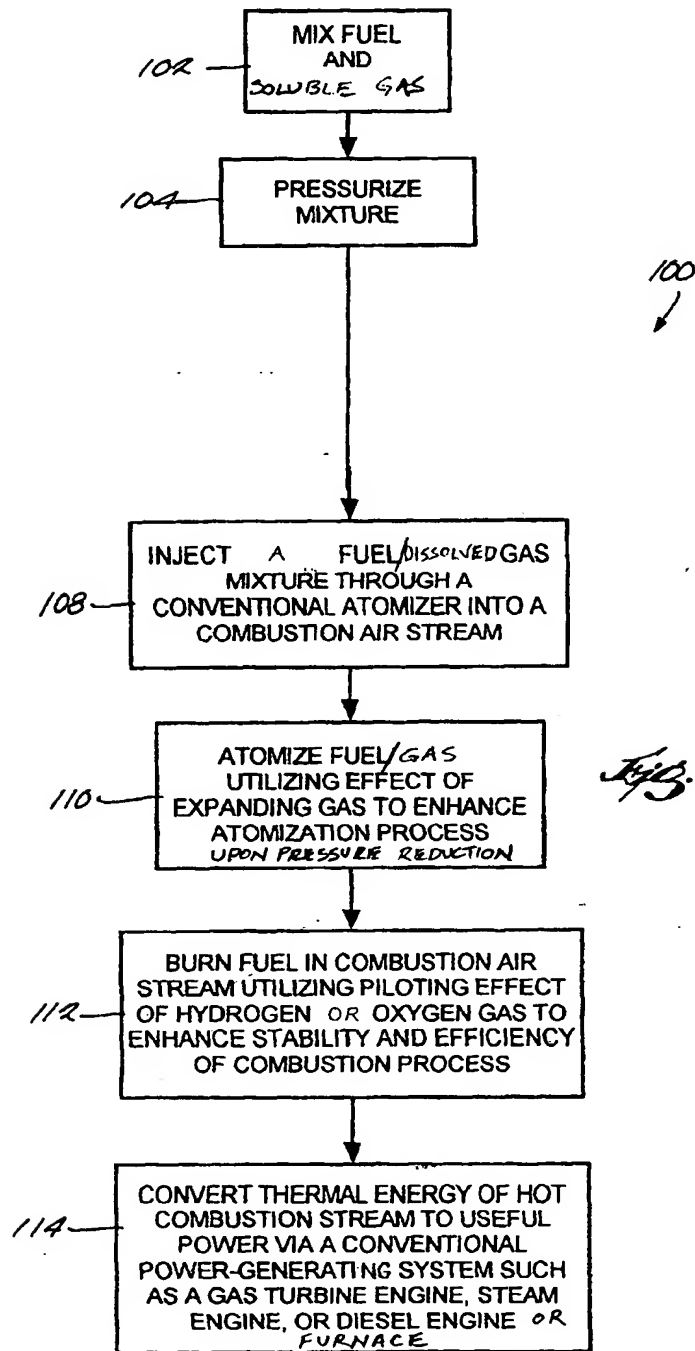 MIX FUEL
AND
SOLUBLE GAS
102
PRESSURIZE
MIXTURE
104
100
INJECT A FUEL/DISSOLVED GAS
MIXTURE THROUGH A
CONVENTIONAL ATOMIZER INTO A
COMBUSTION AIR STREAM
108
ATOMIZE FUEL/GAS
UTILIZING EFFECT OF
EXPANDING GAS TO ENHANCE
ATOMIZATION PROCESS
UPON PRESSURE REDUCTION
110
Fig.
BURN FUEL IN COMBUSTION AIR
STREAM UTILIZING PILOTING EFFECT
OF HYDROGEN OR OXYGEN GAS TO
ENHANCE STABILITY AND EFFICIENCY
OF COMBUSTION PROCESS
112
CONVERT THERMAL ENERGY OF HOT
COMBUSTION STREAM TO USEFUL
POWER VIA A CONVENTIONAL
POWER-GENERATING SYSTEM SUCH
AS A GAS TURBINE ENGINE, STEAM
ENGINE, OR DIESEL ENGINE OR
FURNACE
114